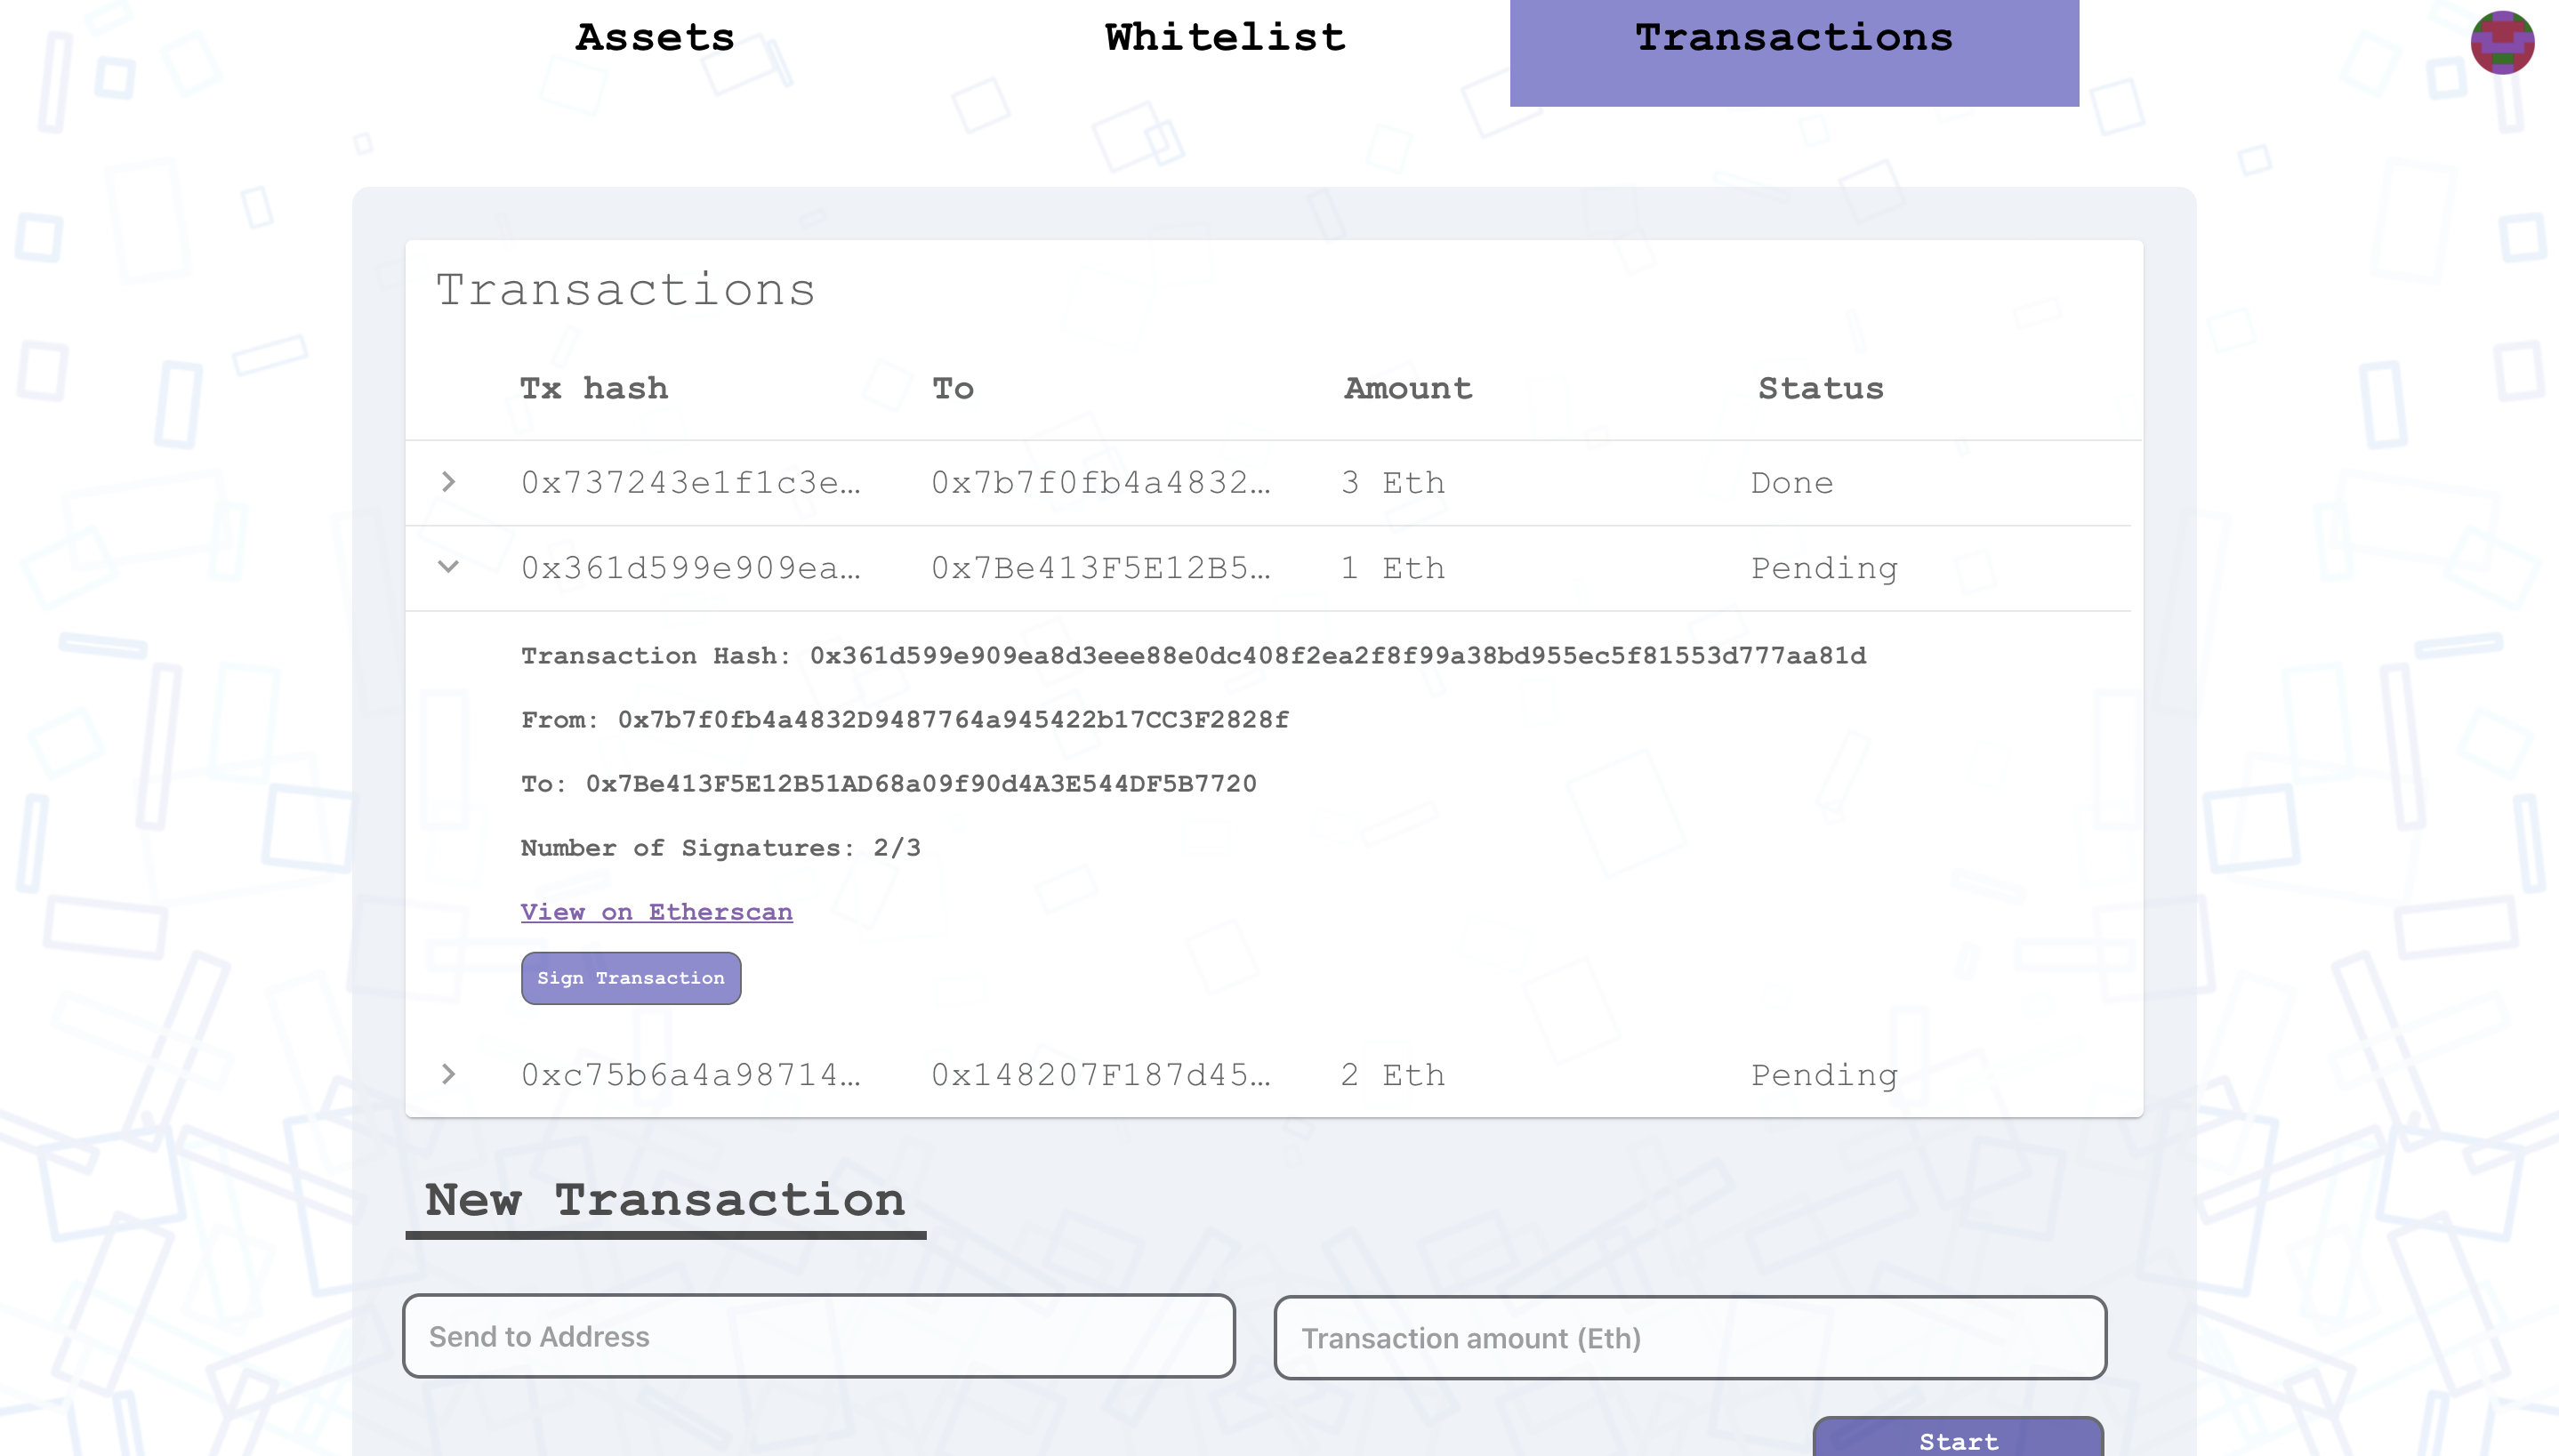 Assets Whitelist Transactions
Transactions
Tx hash To Amount Status
0x737243e1f1c3e… 0x7b7f0fb4a4832… 3 Eth Done
0x361d599e909ea… 0x7Be413F5E12B5… 1 Eth Pending
Transaction Hash: 0x361d599e909ea8d3eee88e0dc408f2ea2f8f99a38bd955ec5f81553d777aa81d
From: 0x7b7f0fb4a4832D9487764a945422b17CC3F2828f
To: 0x7Be413F5E12B51AD68a09f90d4A3E544DF5B7720
Number of Signatures: 2/3
View on Etherscan
Sign Transaction
0xc75b6a4a98714… 0x148207F187d45… 2 Eth Pending
New Transaction
Send to Address Transaction amount (Eth)
Start